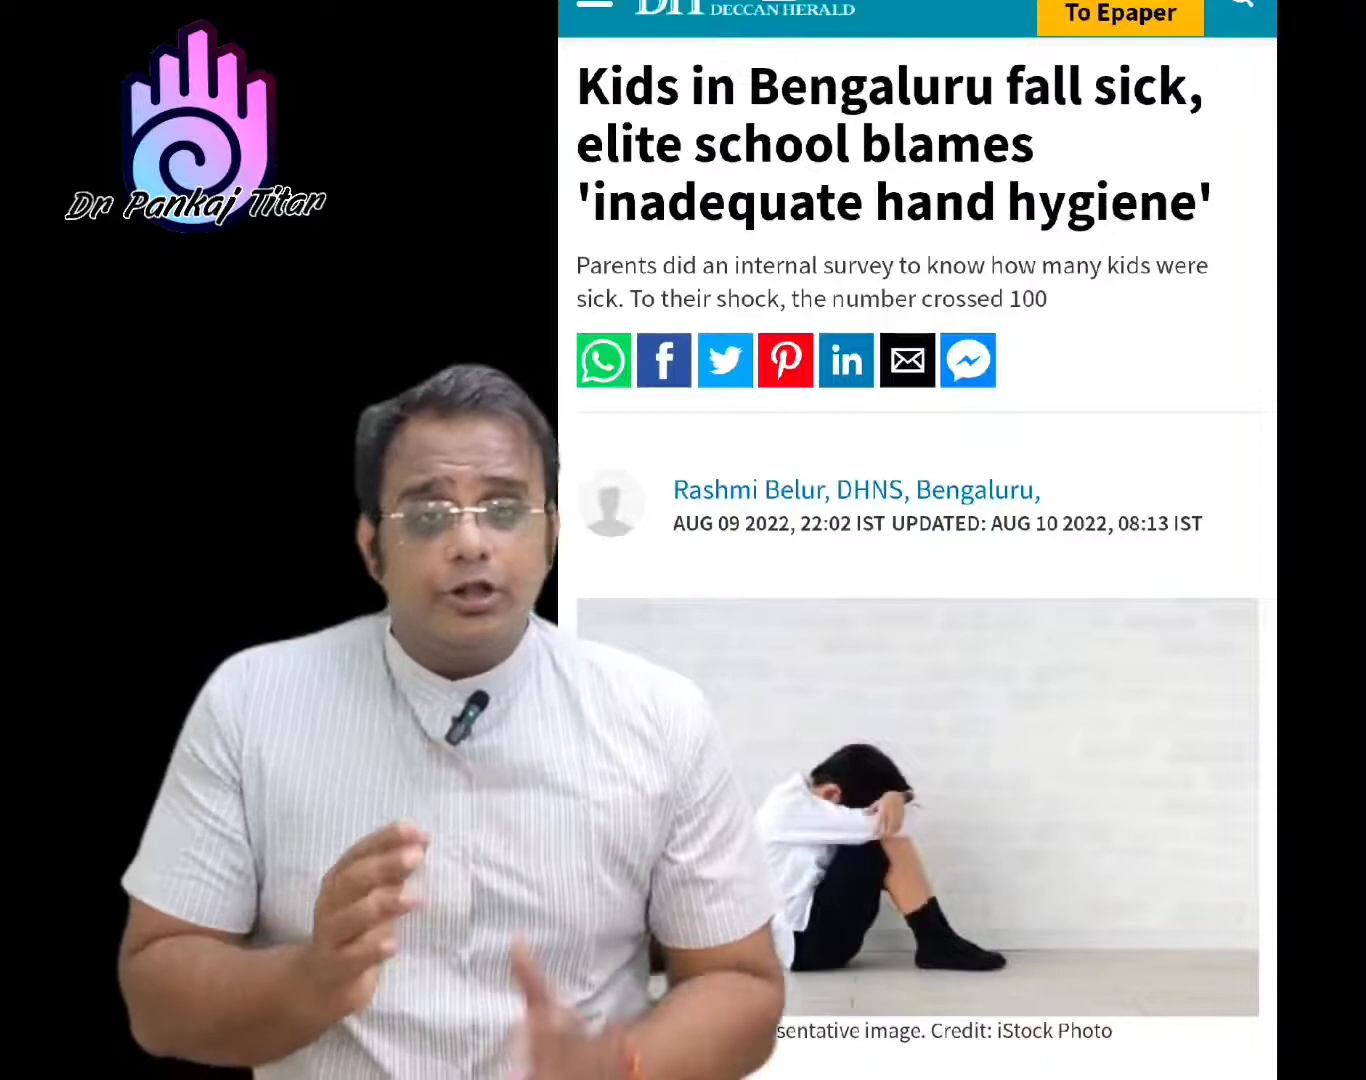 Dr Pankaj Titar
DH DECCAN HERALD
To Epaper
Kids in Bengaluru fall sick,
elite school blames
'inadequate hand hygiene'
Parents did an internal survey to know how many kids were
sick. To their shock, the number crossed 100
Rashmi Belur, DHNS, Bengaluru,
AUG 09 2022, 22:02 IST UPDATED: AUG 10 2022, 08:13 IST
sentative image. Credit: iStock Photo